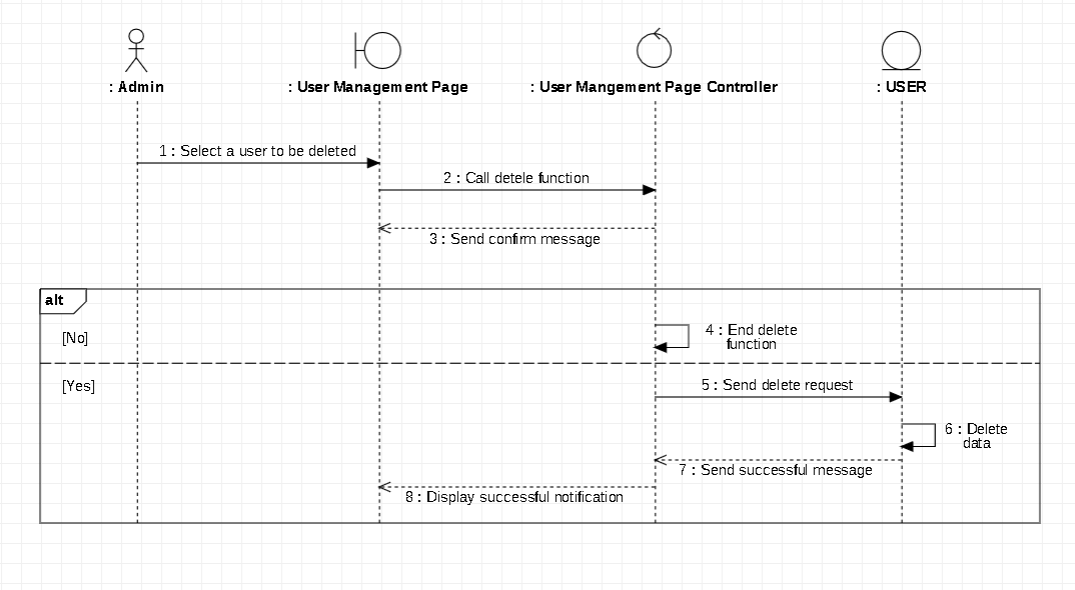 : Admin
: User Management Page
: User Mangement Page Controller
: USER
1 : Select a user to be deleted
2 : Call detele function
3 : Send confirm message
alt
[No]
4 : End delete
function
[Yes]
5 : Send delete request
6 : Delete
data
7 : Send successful message
8 : Display successful notification